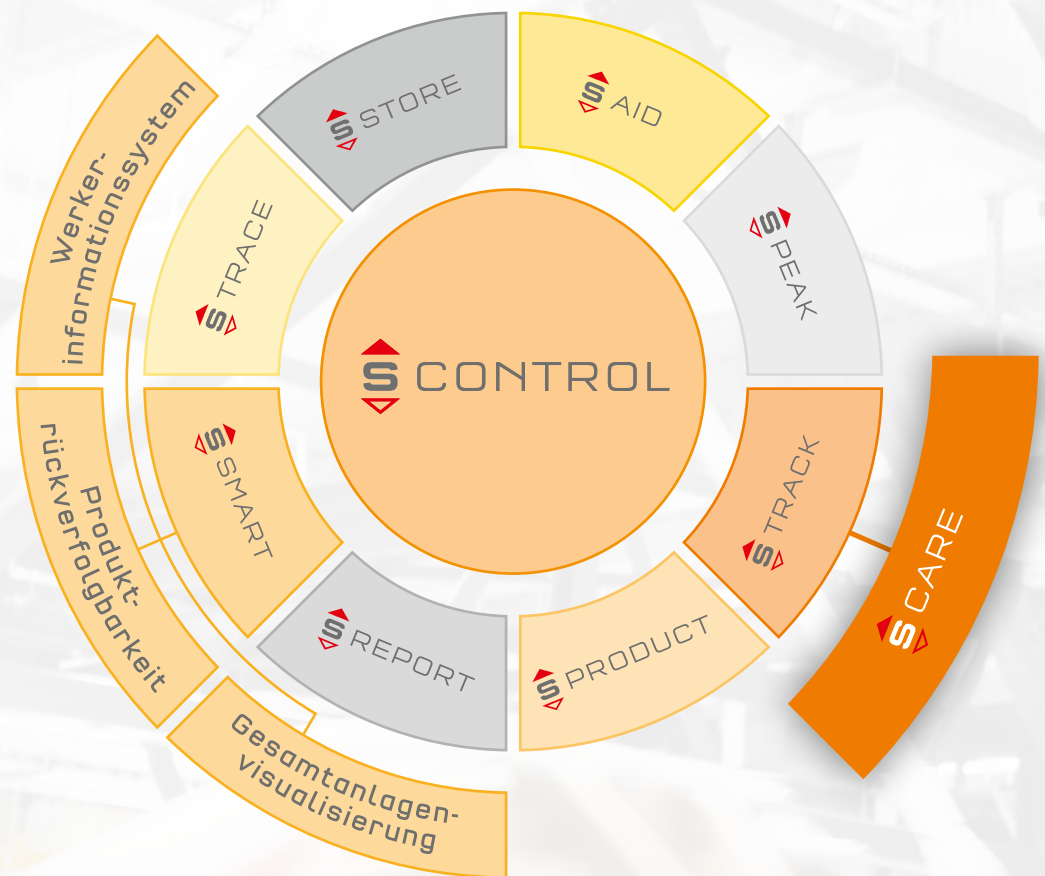 S STORE
S AID
S PEAK
S TRACK
S CARE
S PRODUCT
S REPORT
S SMART
S TRACE
S CONTROL
Werker-
informationssystem
Produkt-
rückverfolgbarkeit
Gesamtanlagen-
visualisierung